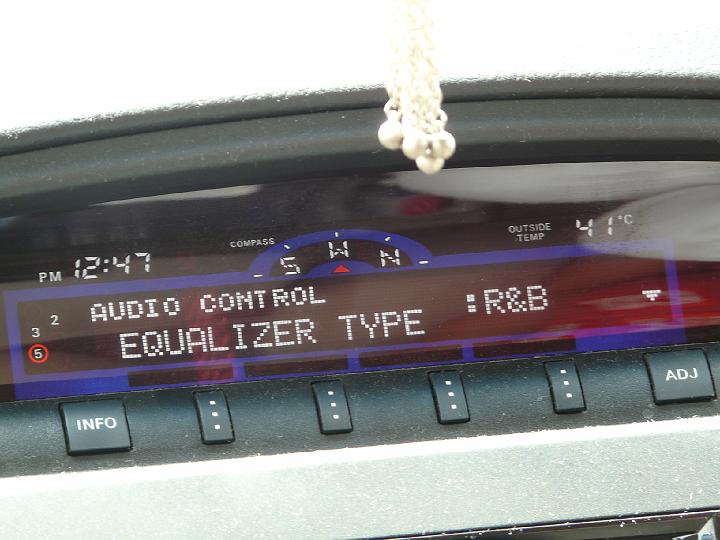 COMPASS
OUTSIDE TEMP 41°C
PM 12:47
S W N
2
3
5
AUDIO CONTROL
EQUALIZER TYPE :R&B
INFO
ADJ